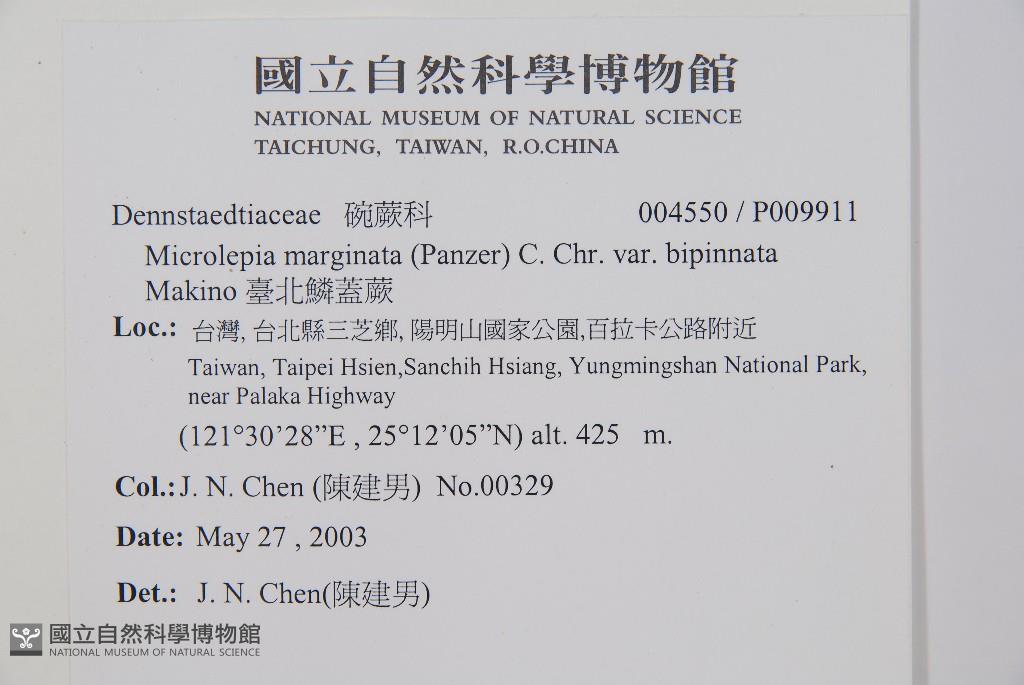 國立自然科學博物館
NATIONAL MUSEUM OF NATURAL SCIENCE
TAICHUNG, TAIWAN, R.O.CHINA
Dennstaedtiaceae 碗蕨科 004550 / P009911
Microlepia marginata (Panzer) C. Chr. var. bipinnata
Makino 臺北鱗蓋蕨
Loc.: 台灣, 台北縣三芝鄉, 陽明山國家公園,百拉卡公路附近
Taiwan, Taipei Hsien,Sanchih Hsiang, Yungmingshan National Park,
near Palaka Highway
(121°30’28”E , 25°12’05”N) alt. 425 m.
Col.: J. N. Chen (陳建男) No.00329
Date: May 27 , 2003
Det.: J. N. Chen(陳建男)
國立自然科學博物館
NATIONAL MUSEUM OF NATURAL SCIENCE